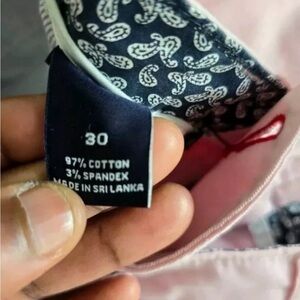 30
97% COTTON
3% SPANDEX
MADE IN SRI LANKA